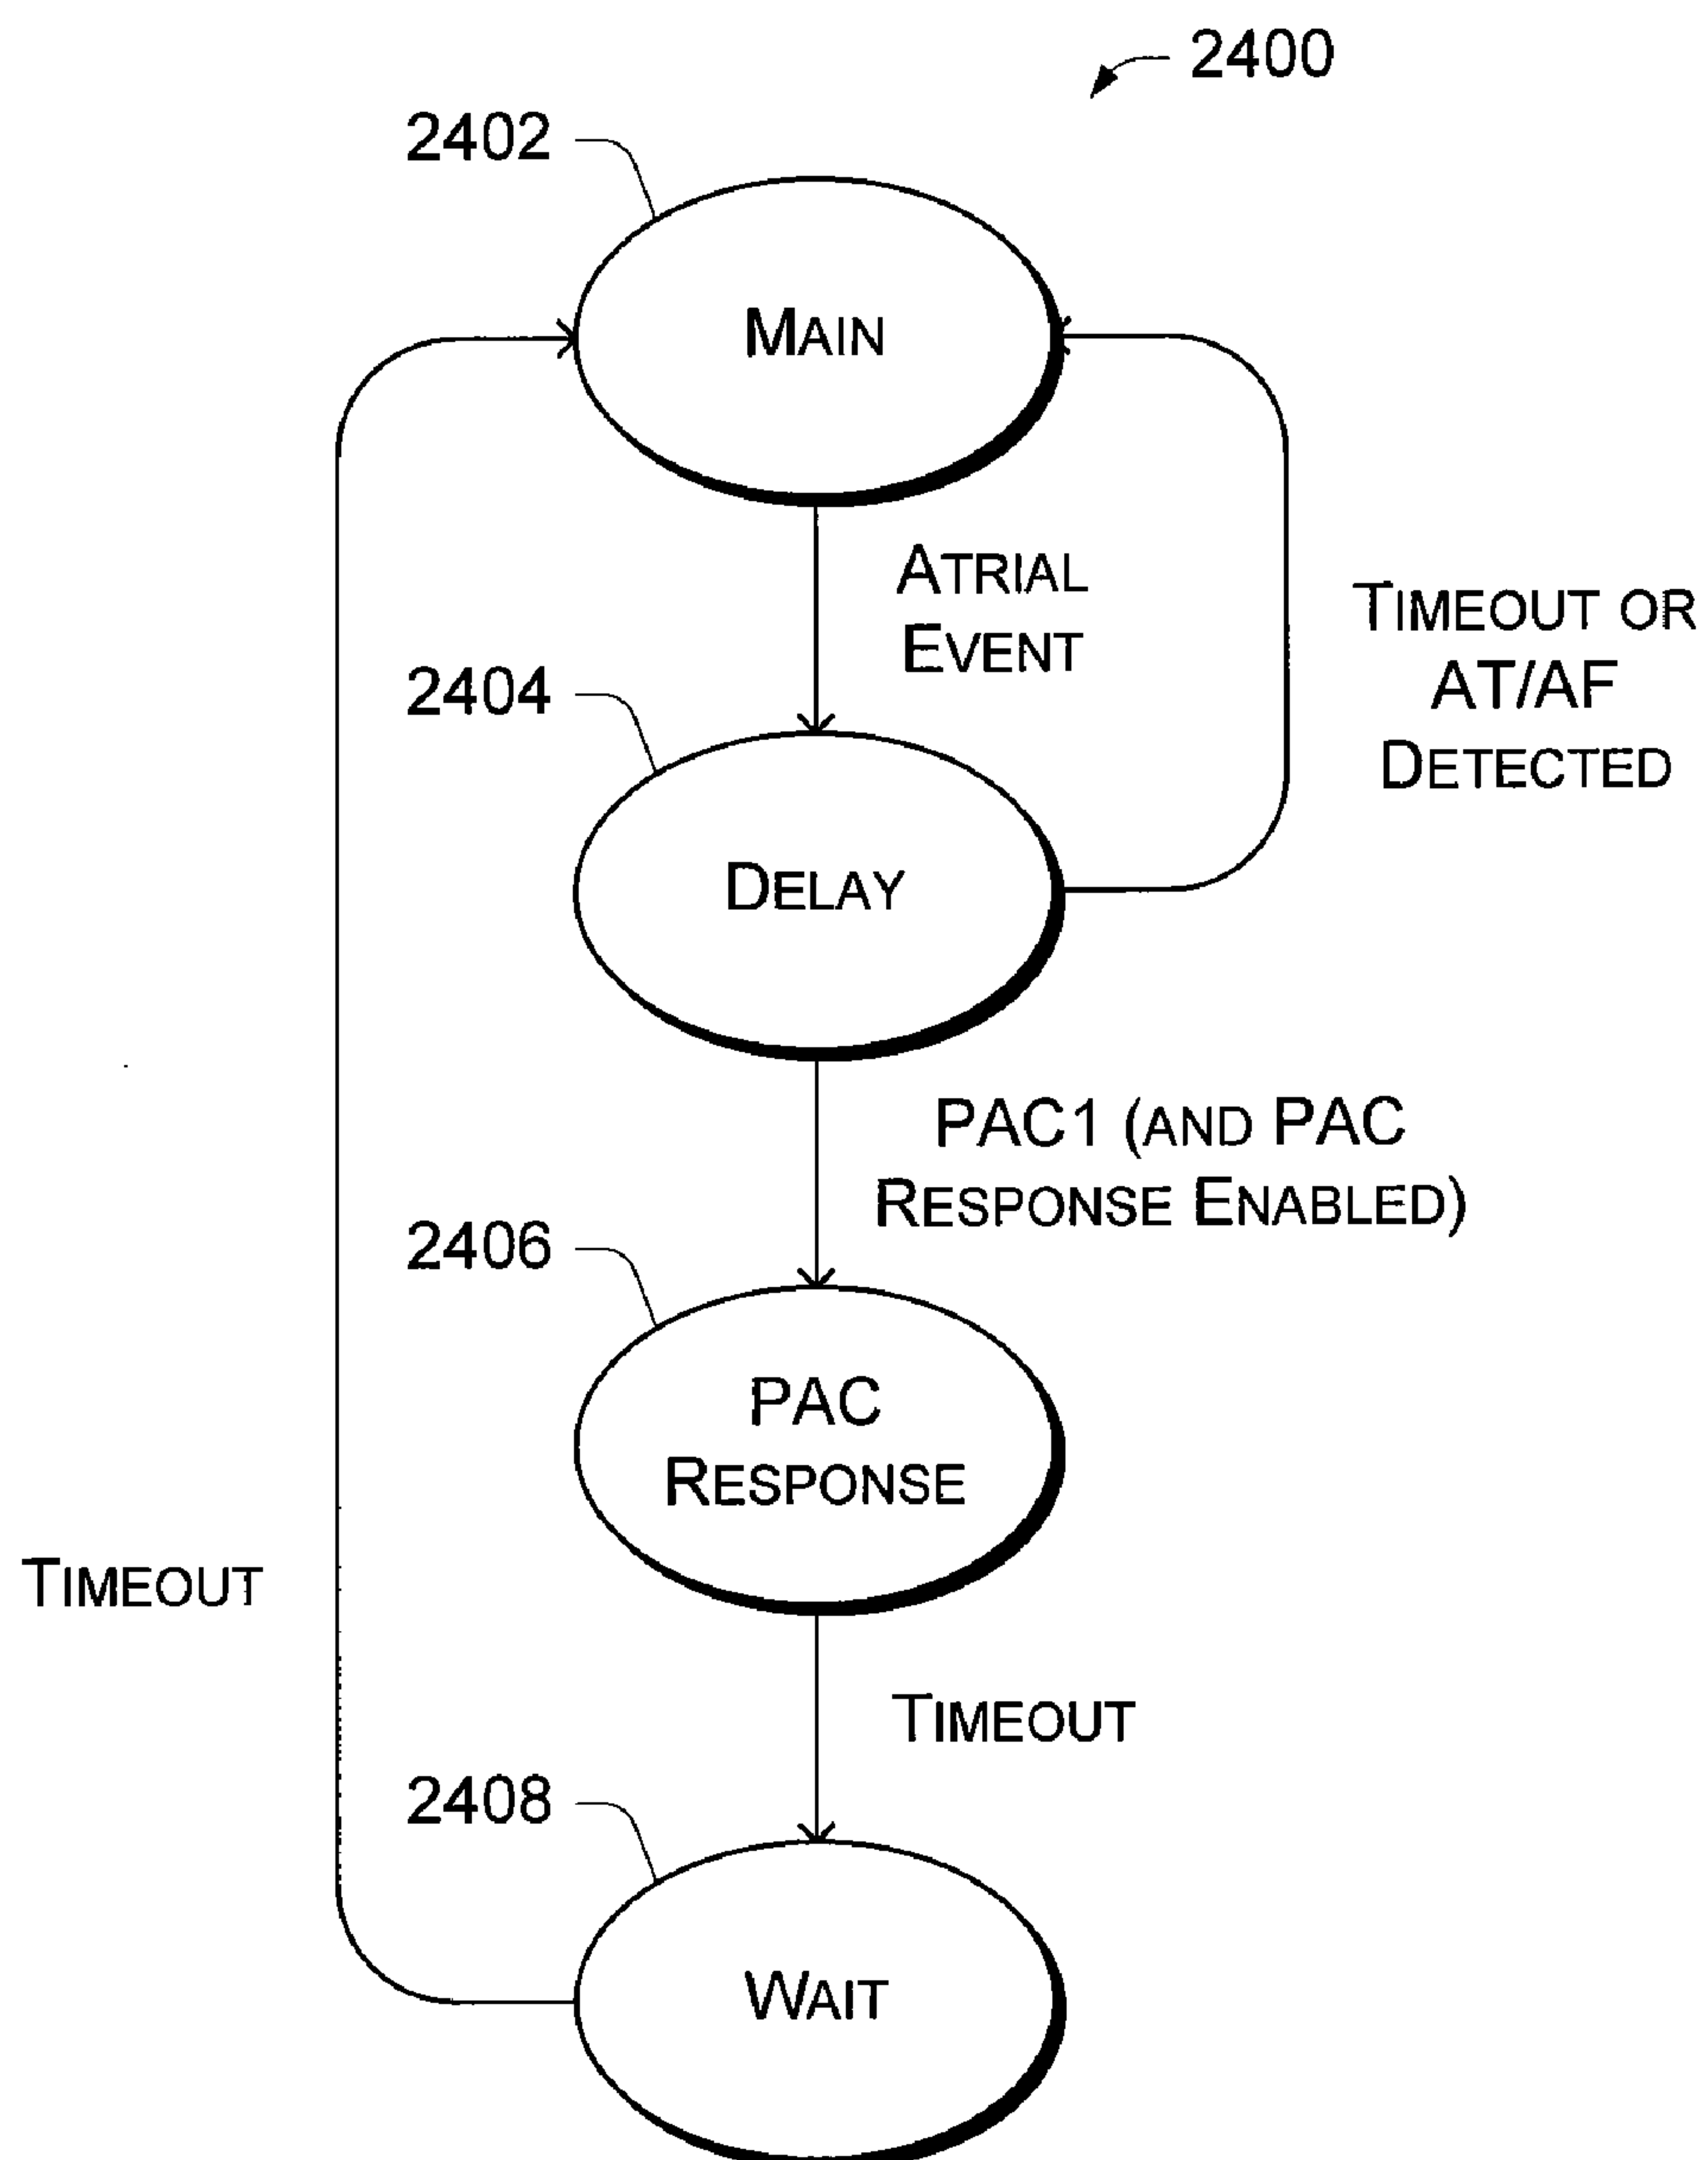 2400
2402
MAIN
ATRIAL
EVENT
TIMEOUT OR
AT/AF
DETECTED
2404
DELAY
PAC1 (AND PAC
RESPONSE ENABLED)
2406
PAC
RESPONSE
TIMEOUT
TIMEOUT
2408
WAIT